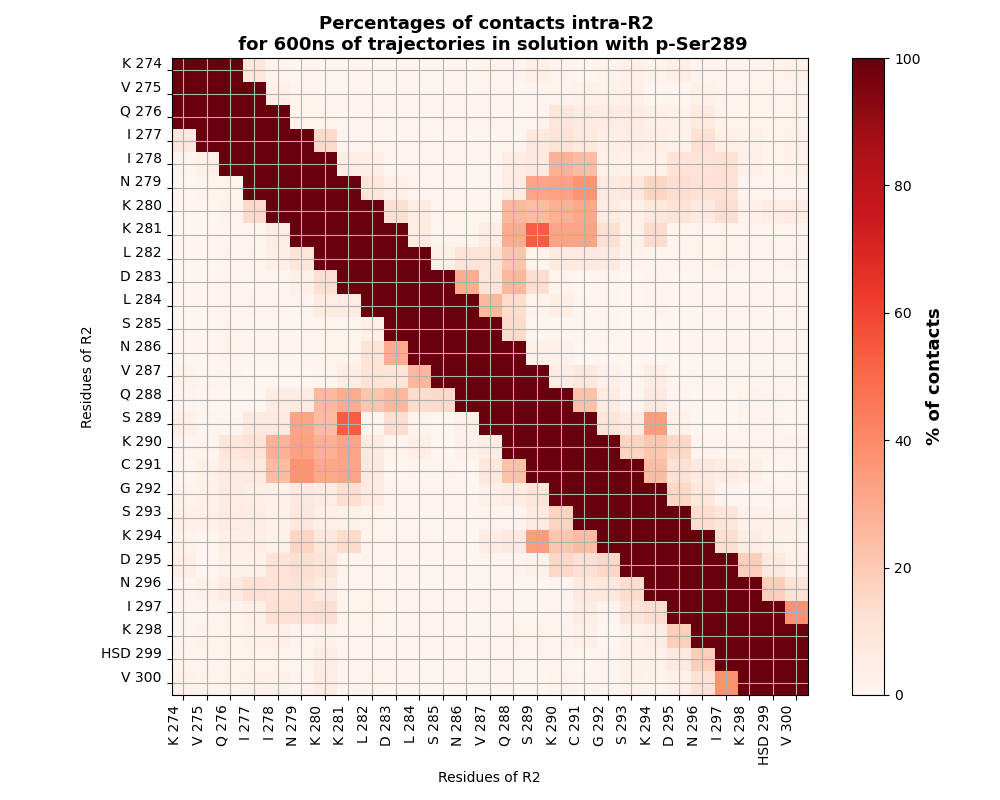 Percentages of contacts intra-R2
for 600ns of trajectories in solution with p-Ser289
K 274
V 275
Q 276
I 277
I 278
N 279
K 280
K 281
L 282
D 283
L 284
S 285
N 286
V 287
Q 288
S 289
K 290
C 291
G 292
S 293
K 294
D 295
N 296
I 297
K 298
HSD 299
V 300
Residues of R2
K 274
V 275
Q 276
I 277
I 278
N 279
K 280
K 281
L 282
D 283
L 284
S 285
N 286
V 287
Q 288
S 289
K 290
C 291
G 292
S 293
K 294
D 295
N 296
I 297
K 298
HSD 299
V 300
Residues of R2
100
80
60
40
20
0
% of contacts